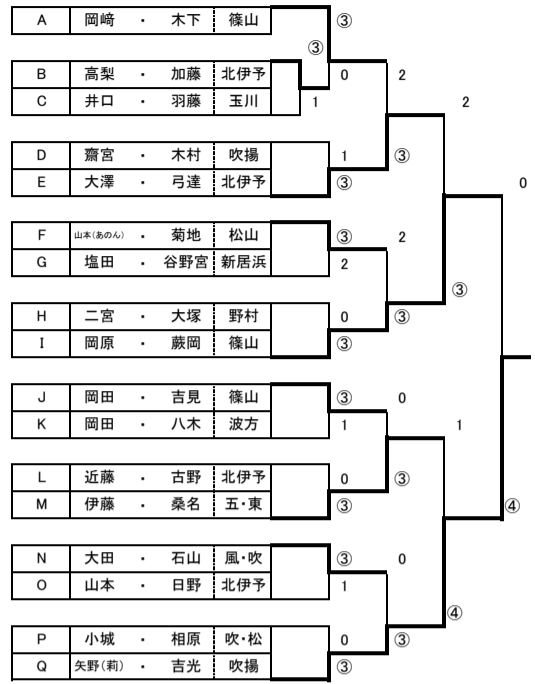 A 岡﨑 ・ 木下 篠山 ③
③
B 高梨 ・ 加藤 北伊予 0 2
C 井口 ・ 羽藤 玉川 1 2
D 齋宮 ・ 木村 吹揚 1 ③
E 大澤 ・ 弓達 北伊予 ③ 0
F 山本(あのん) ・ 菊地 松山 ③ 2
G 塩田 ・ 谷野宮 新居浜 2
③
H 二宮 ・ 大塚 野村 0 ③
I 岡原 ・ 蕨岡 篠山 ③
J 岡田 ・ 吉見 篠山 ③ 0
K 岡田 ・ 八木 波方 1 1
L 近藤 ・ 古野 北伊予 0 ③
M 伊藤 ・ 桑名 五・東 ③ ④
N 大田 ・ 石山 風・吹 ③ 0
O 山本 ・ 日野 北伊予 1
④
P 小城 ・ 相原 吹・松 0 ③
Q 矢野(莉) ・ 吉光 吹揚 ③